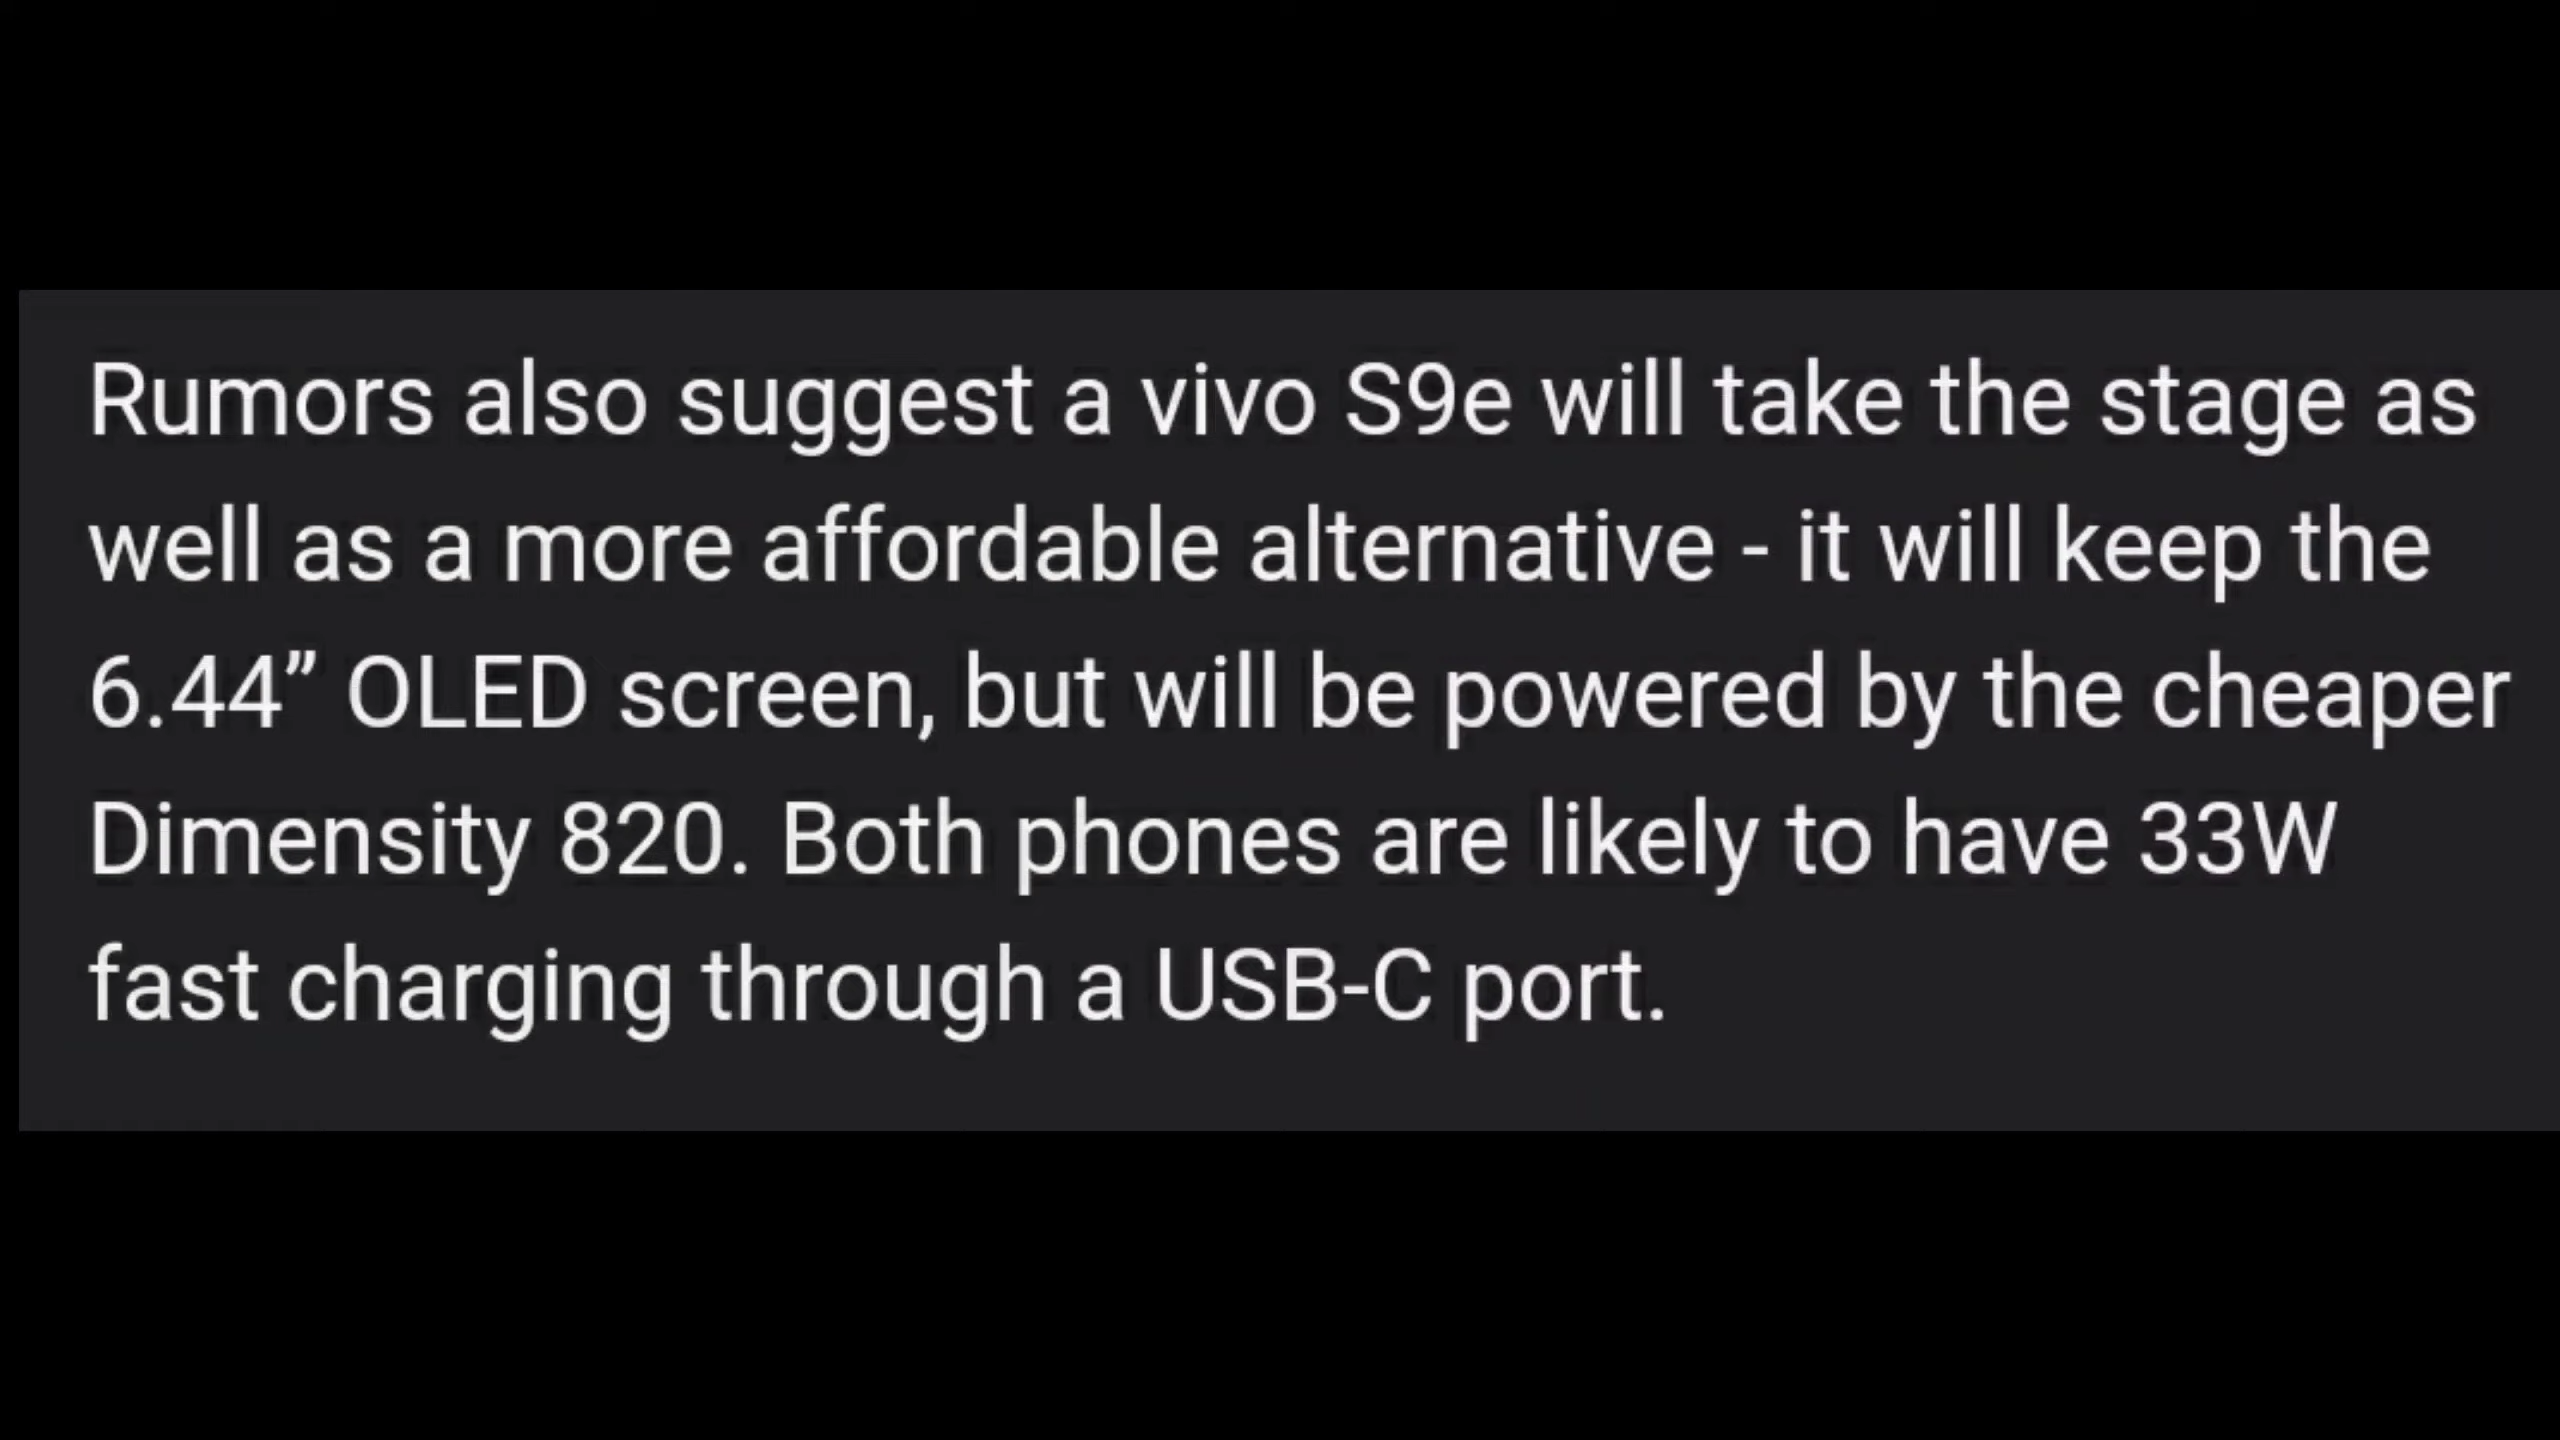 Rumors also suggest a vivo S9e will take the stage as
well as a more affordable alternative - it will keep the
6.44” OLED screen, but will be powered by the cheaper
Dimensity 820. Both phones are likely to have 33W
fast charging through a USB-C port.